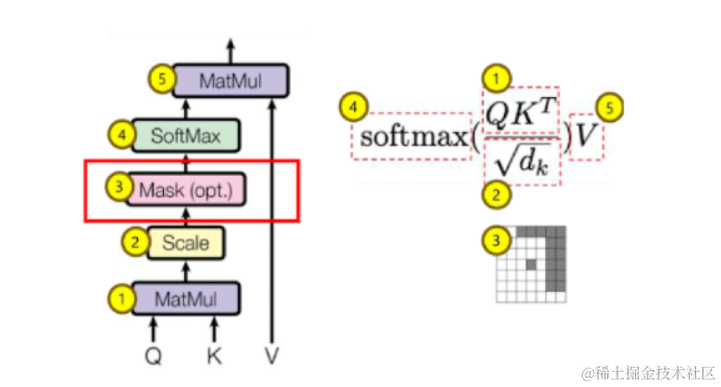 5 MatMul
4 SoftMax
3 Mask (opt.)
2 Scale
1 MatMul
Q K V
1
4 5
softmax(QK^T/√d_k)V
2
3
@稀土掘金技术社区